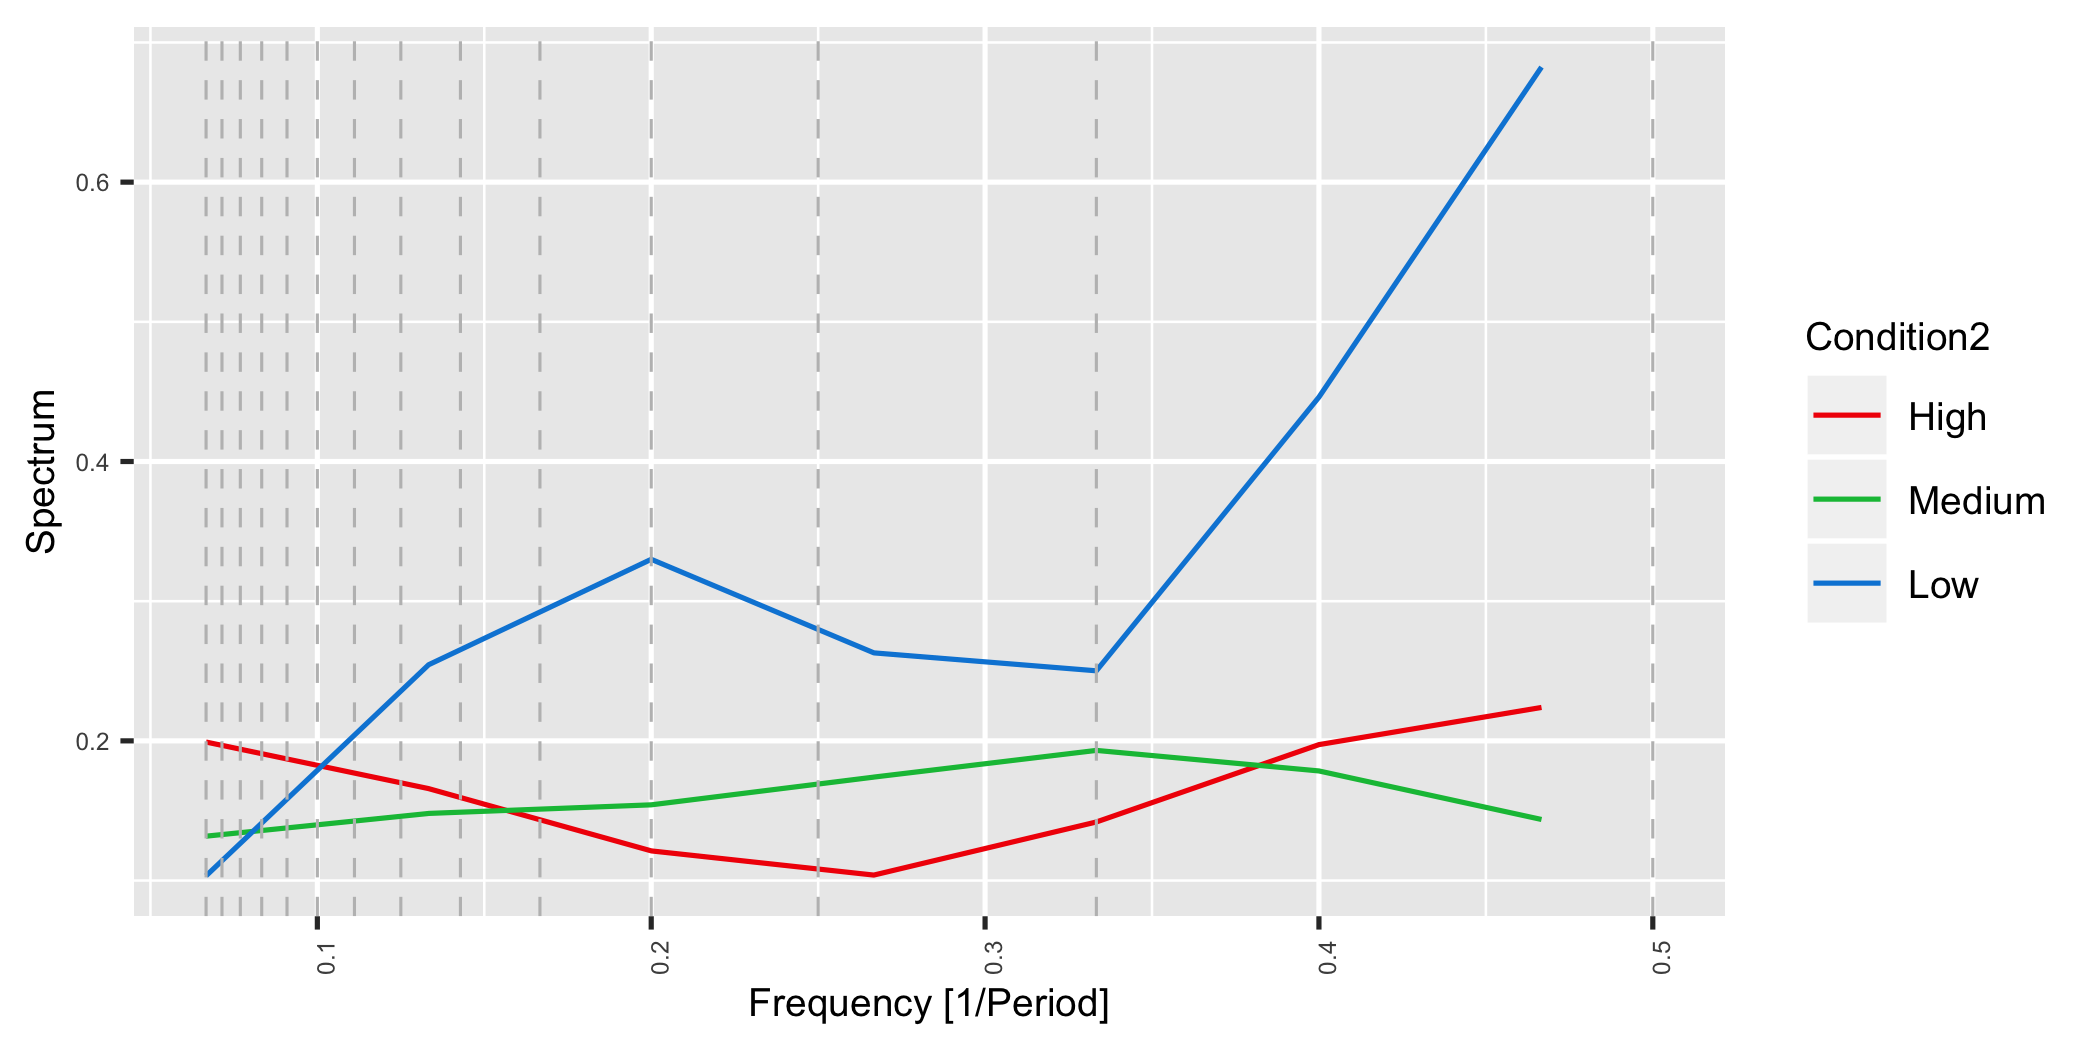 Spectrum
0.6
0.4
0.2
0.1
0.2
0.3
0.4
0.5
Frequency [1/Period]
Condition2
High
Medium
Low